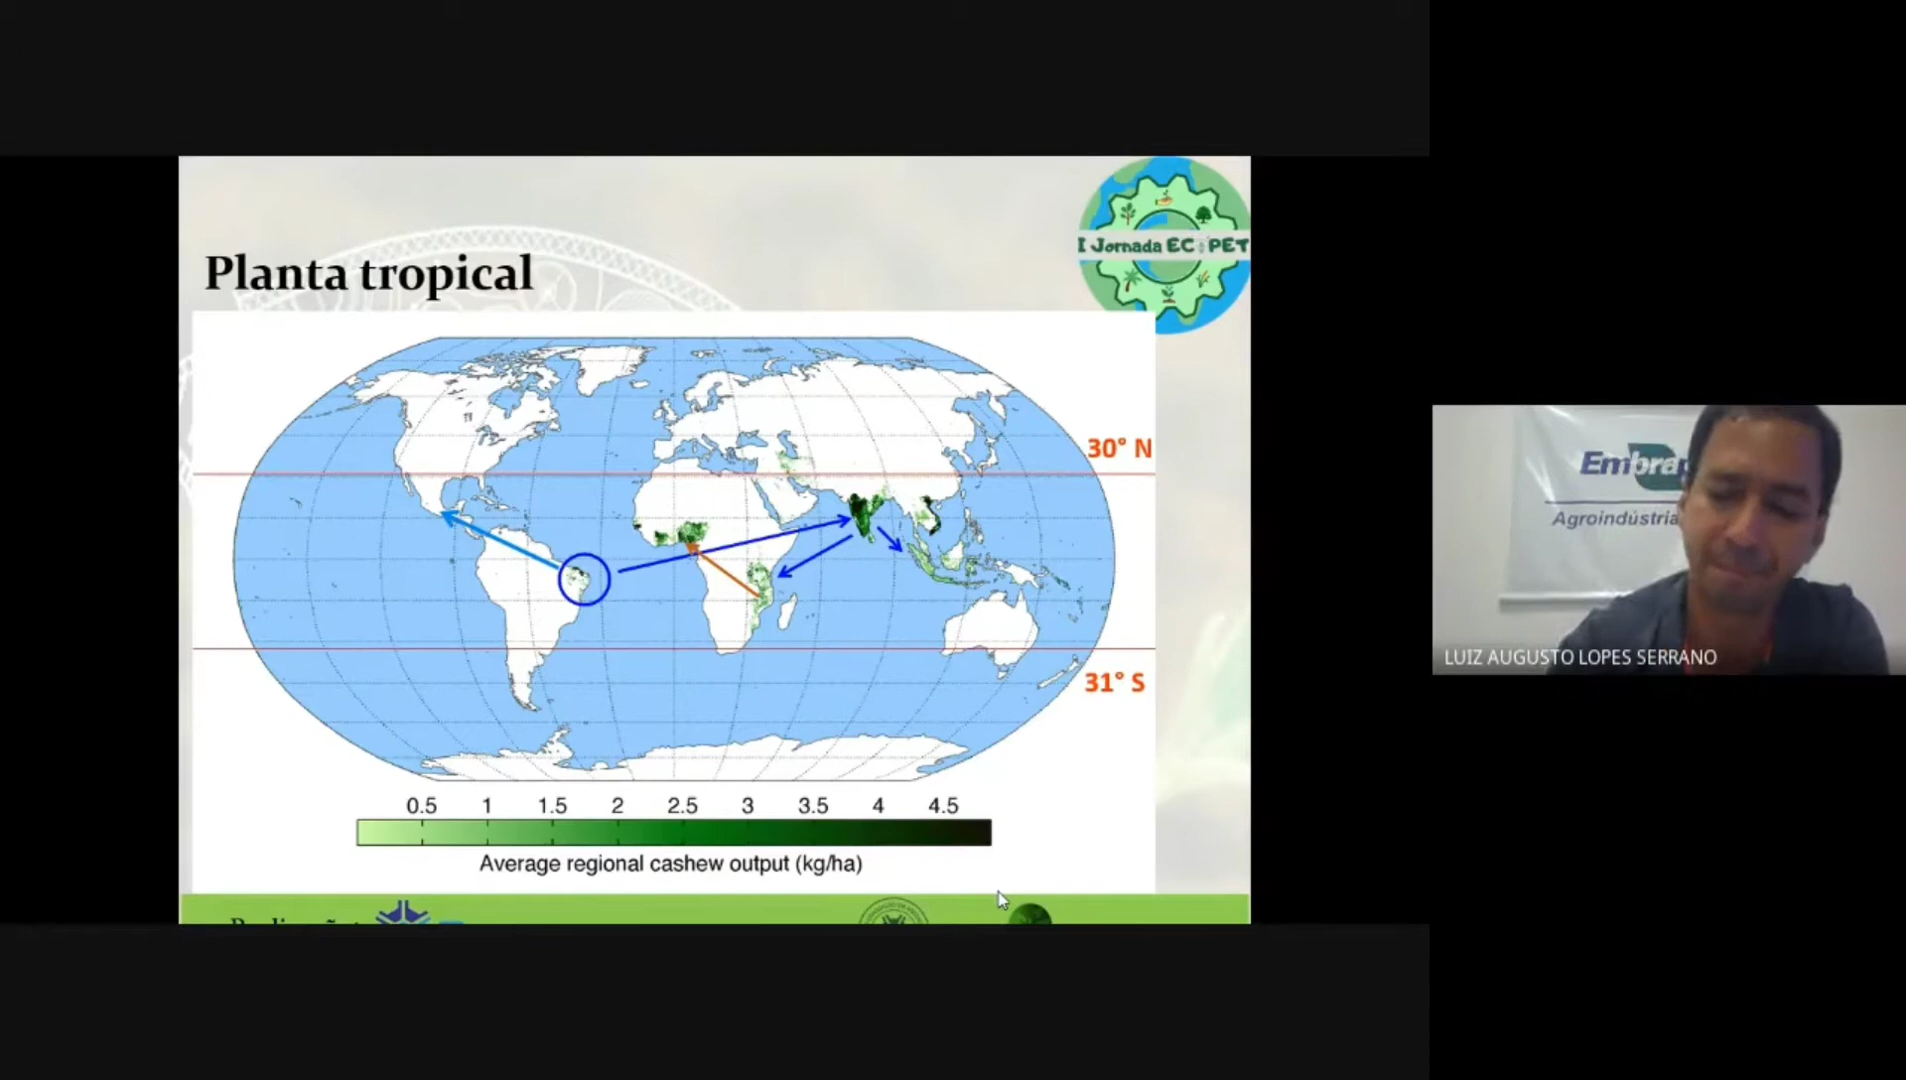 I Jornada EC PET
Planta tropical
30° N
31° S
0.5 1 1.5 2 2.5 3 3.5 4 4.5
Average regional cashew output (kg/ha)
Embra
Agroindústria
LUIZ AUGUSTO LOPES SERRANO